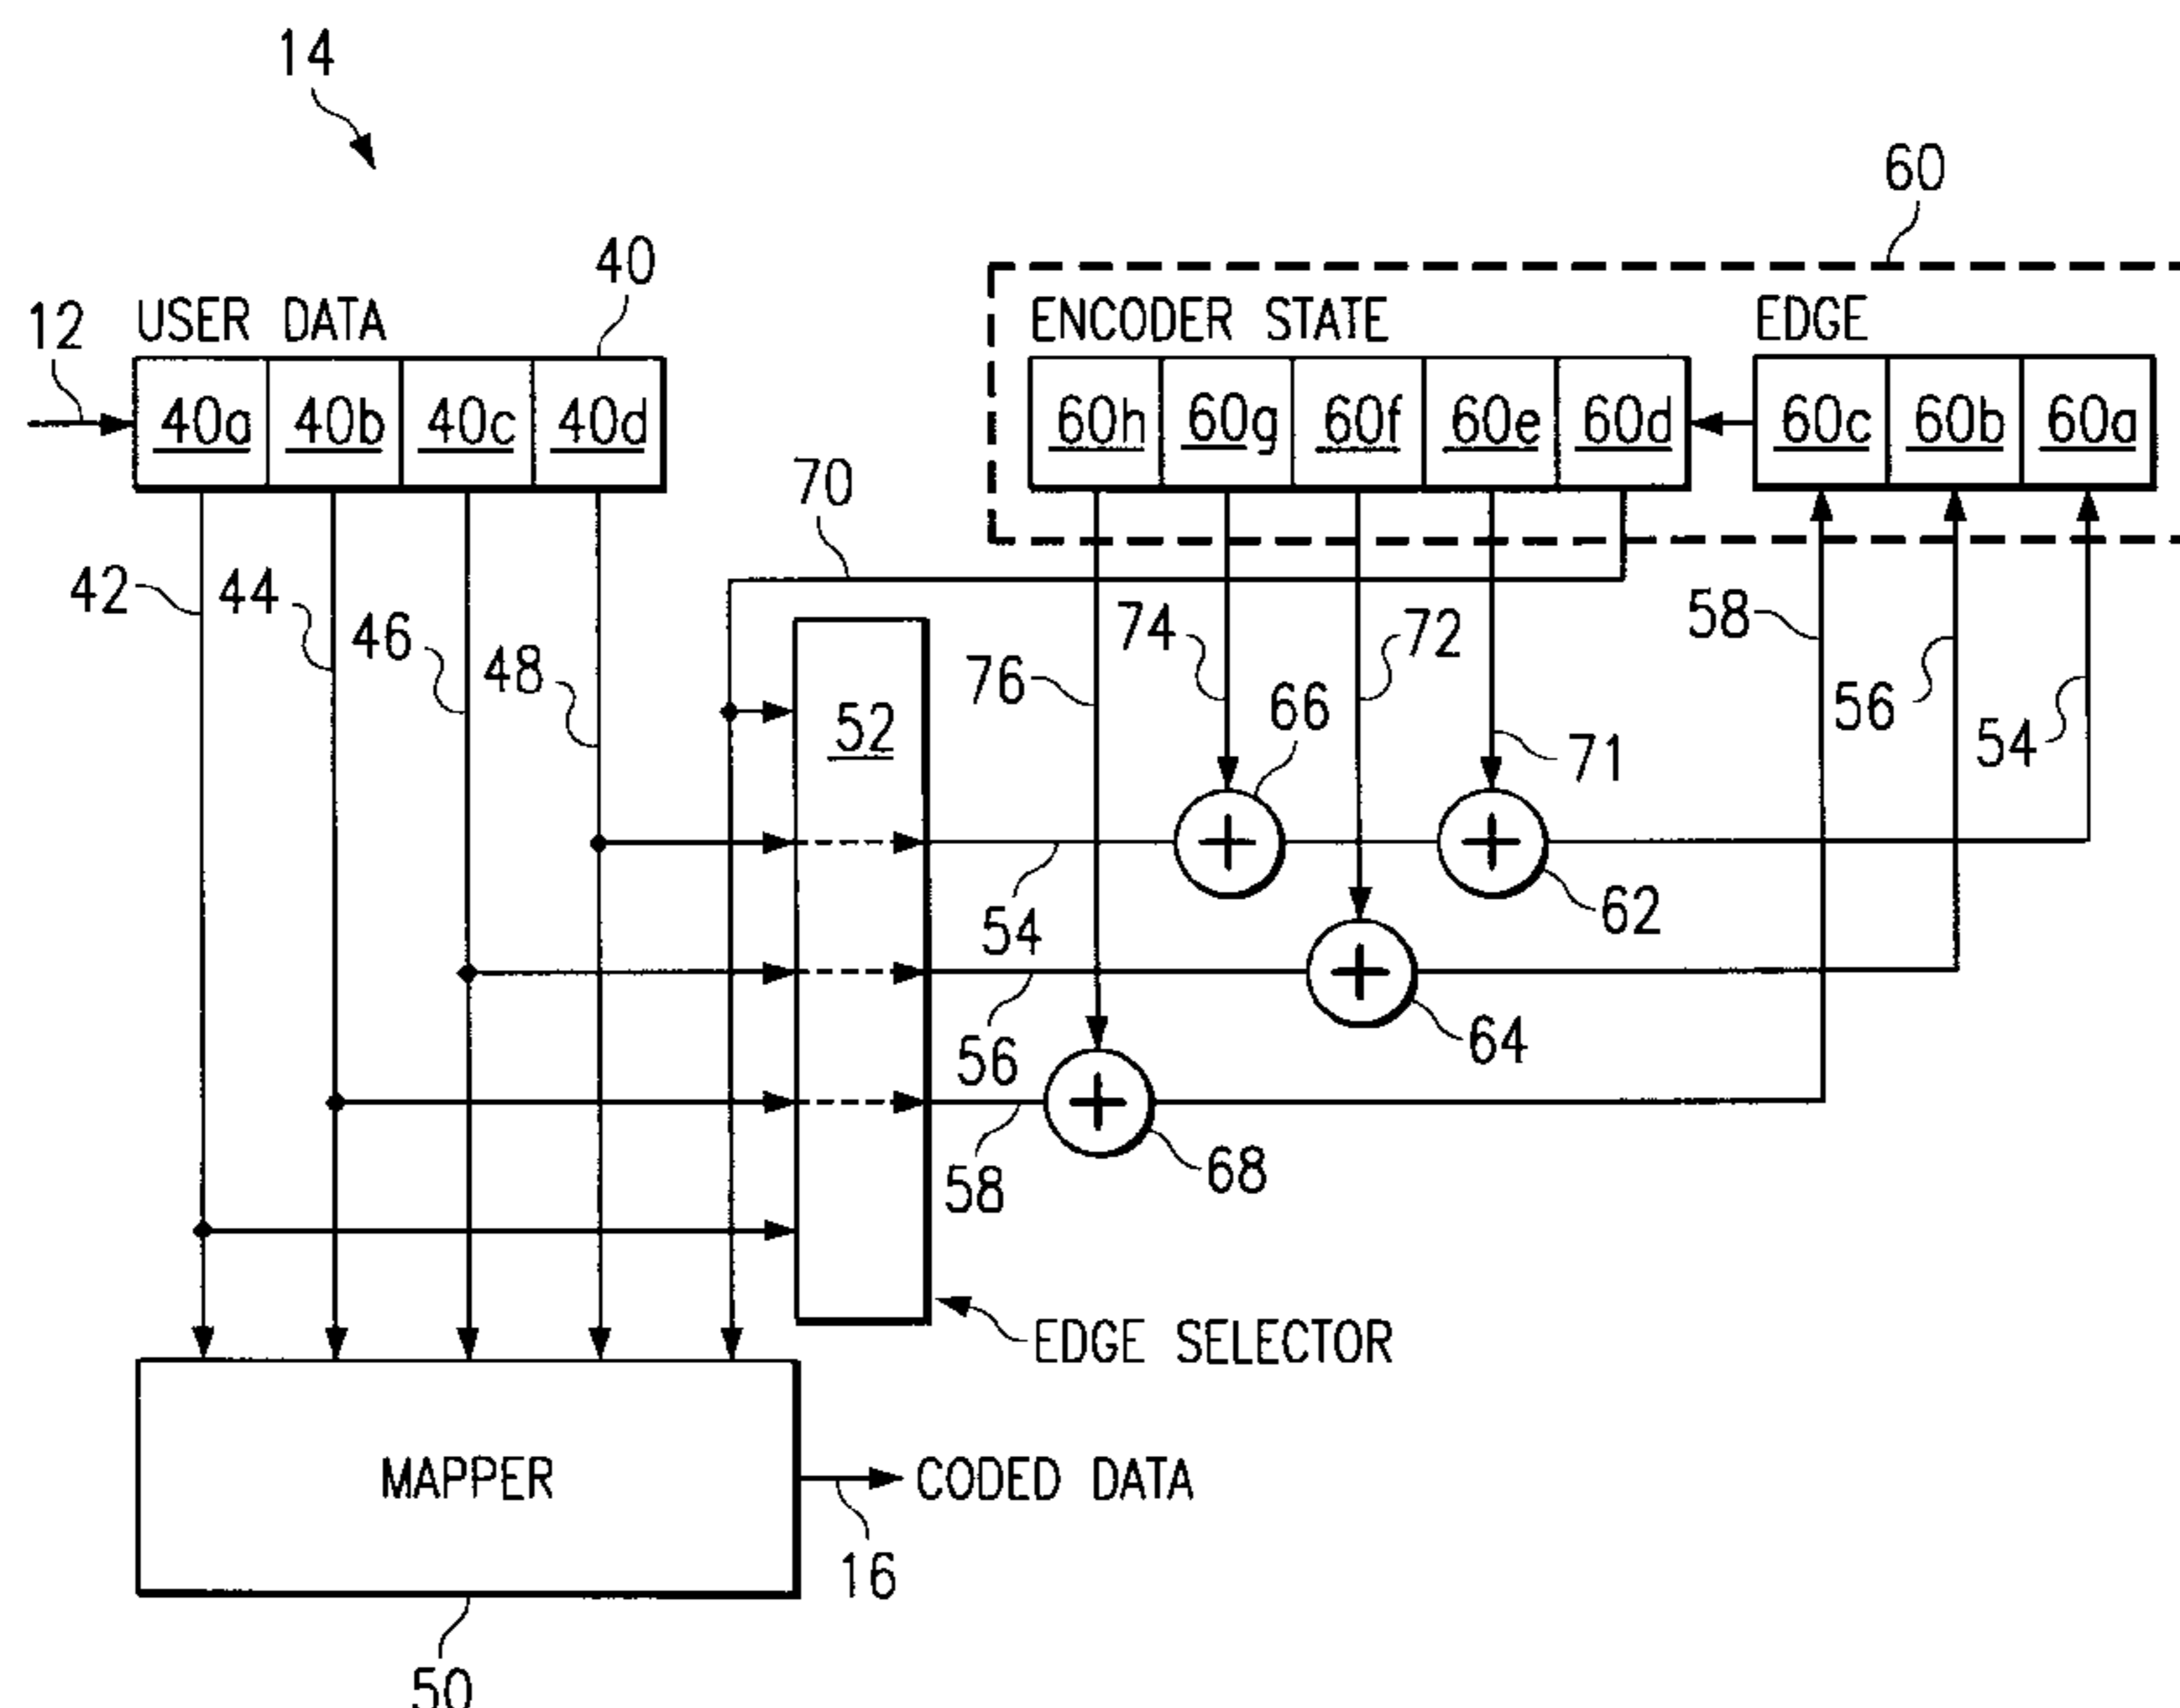 14
60
40
12
USER DATA
ENCODER STATE
EDGE
40a 40b 40c 40d
60h 60g 60f 60e 60d
60c 60b 60a
70
42
44
46
48
76
74
72
58
56
54
52
66
71
54
62
56
64
58
68
EDGE SELECTOR
MAPPER
CODED DATA
16
50